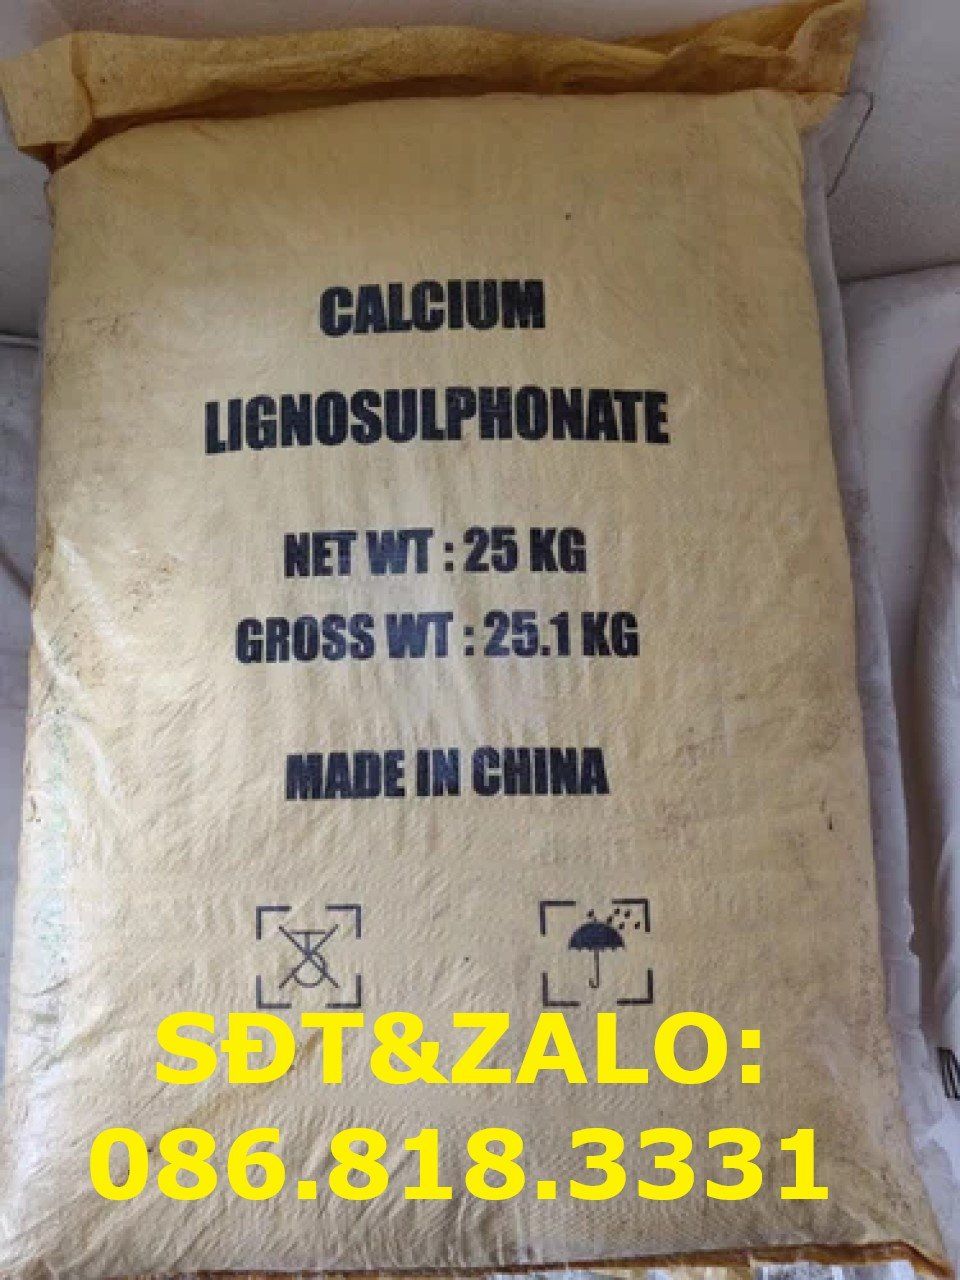 CALCIUM
LIGNOSULPHONATE
NET WT : 25 KG
GROSS WT : 25.1 KG
MADE IN CHINA
SĐT&ZALO:
086.818.3331